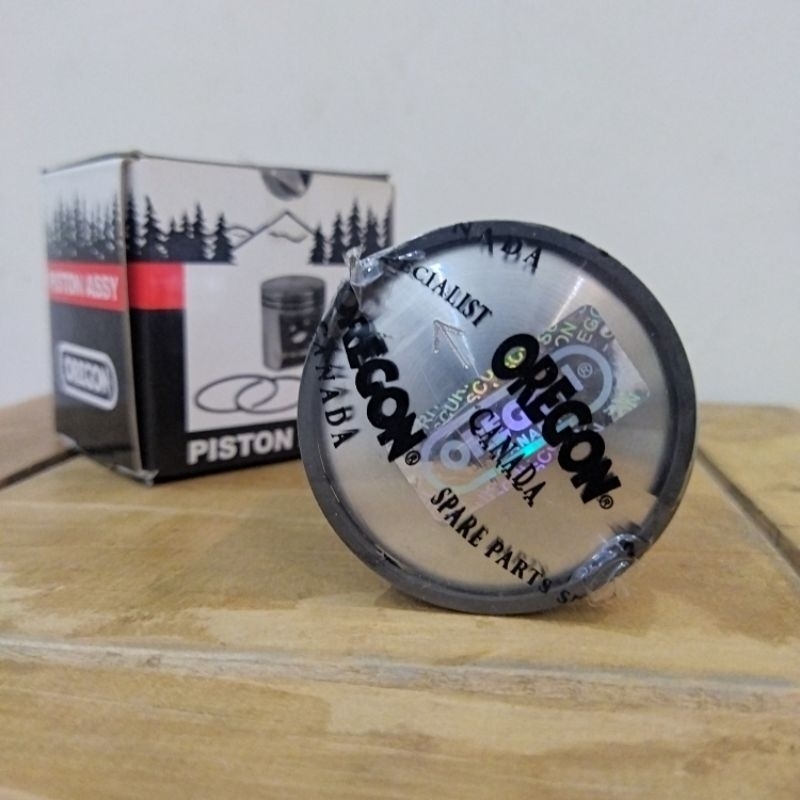 PISTON ASSY
OREGON
PISTON
NADA
SPECIALIST
OREGON®
CANADA
OREGON®
CANADA
SPARE PARTS